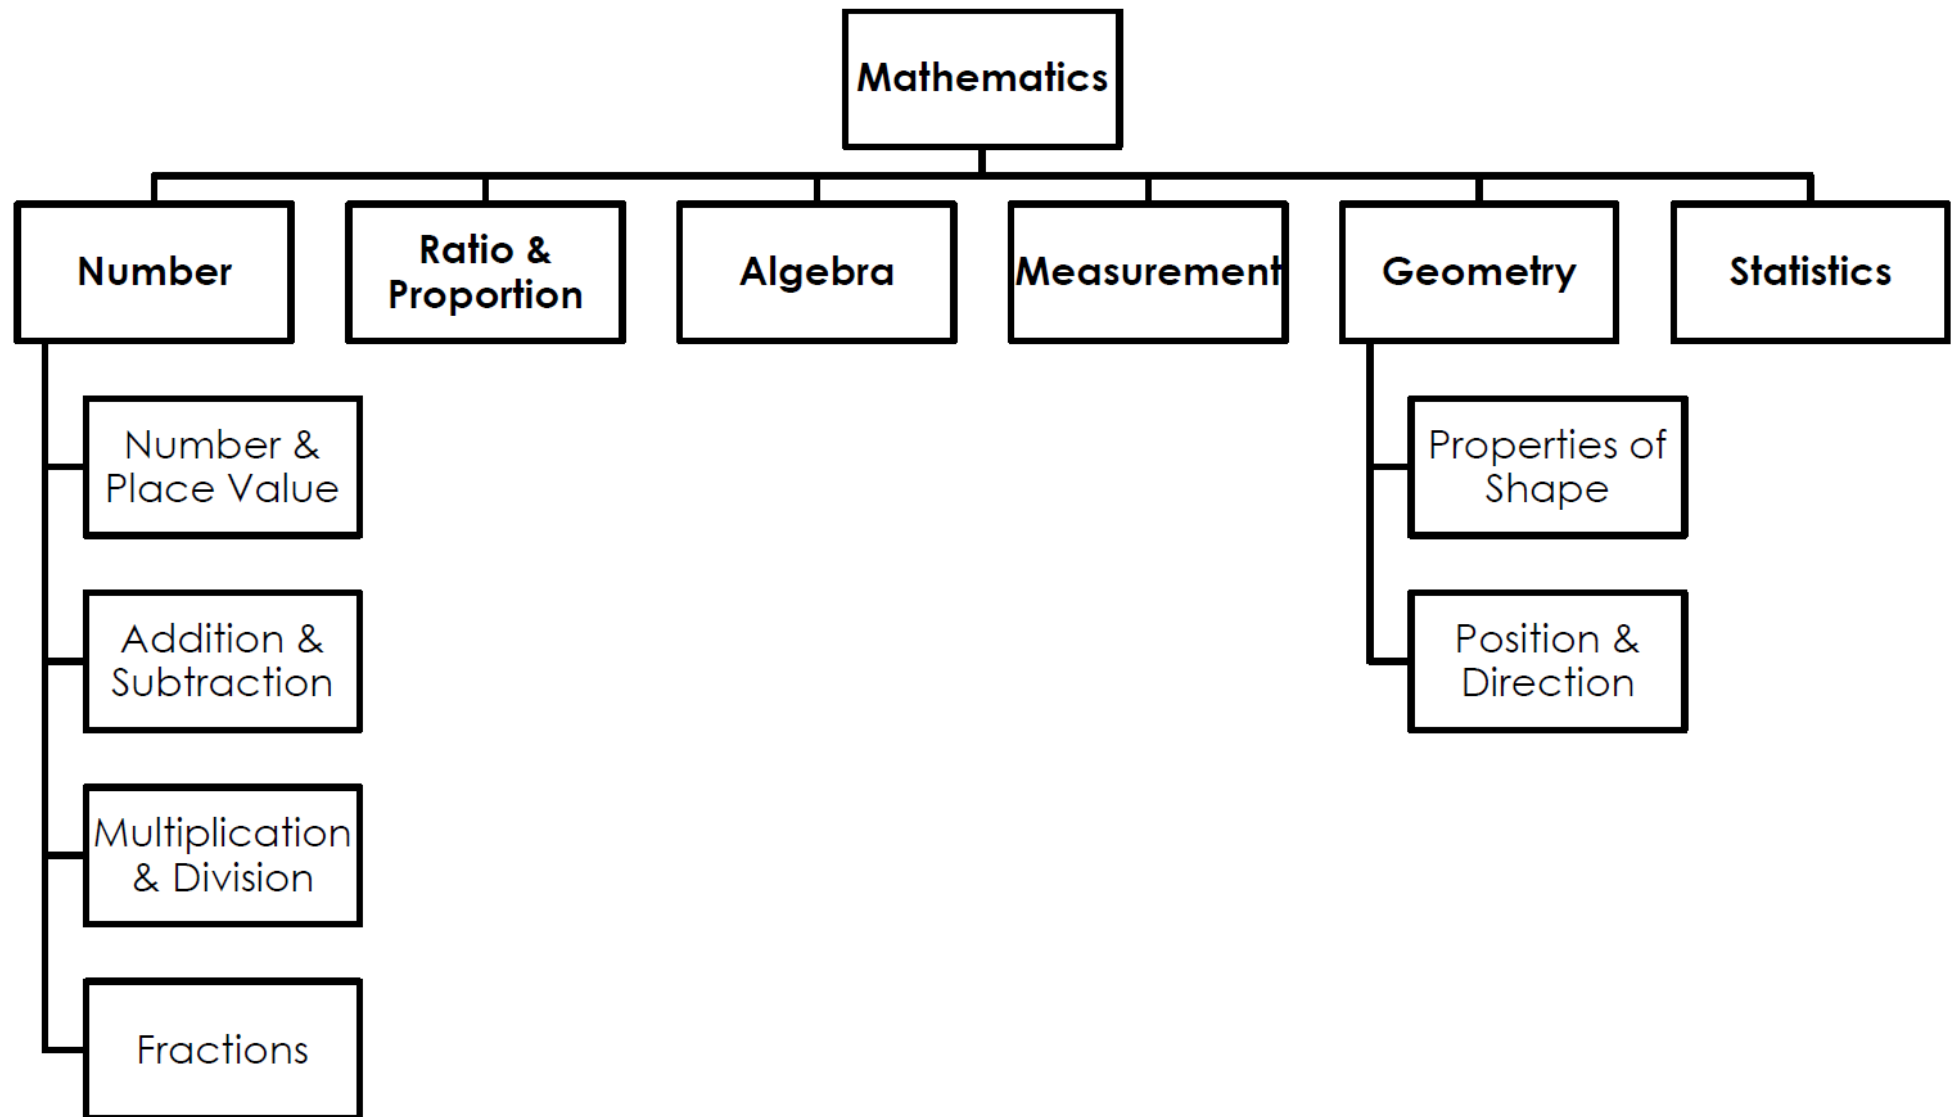 Mathematics
Number
Ratio &
Proportion
Algebra
Measurement
Geometry
Statistics
Number &
Place Value
Addition &
Subtraction
Multiplication
& Division
Fractions
Properties of
Shape
Position &
Direction